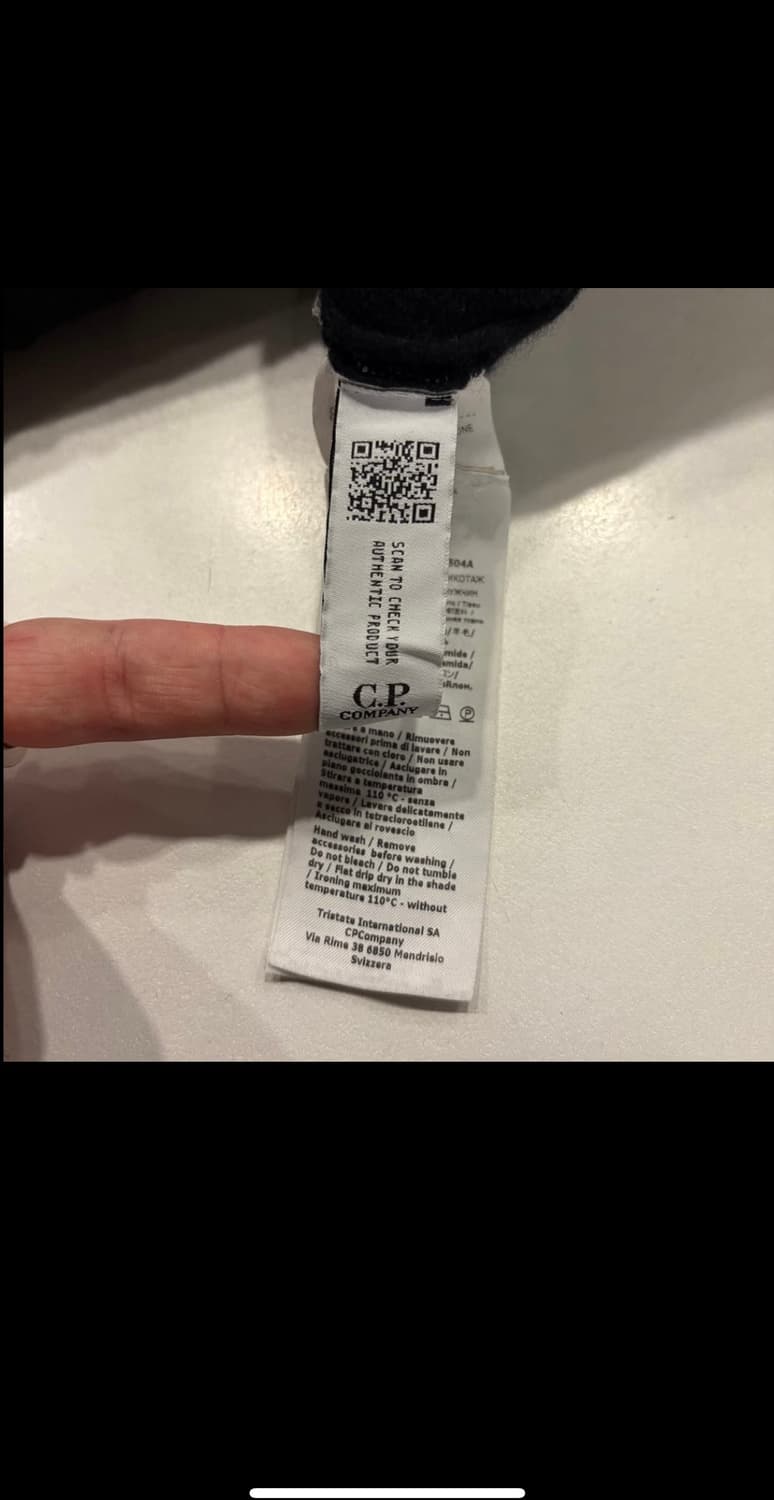 SCAN TO CHECK YOUR
AUTHENTIC PRODUCT
C.P.
COMPANY
504A
a mano / Rimuovere
accessori prima di lavare / Non
trattare con cloro / Non usare
asciugatrice / Asciugare in
piano gocciolante in ombra /
Stirare a temperatura
massima 110 °C - senza
vapore / Lavare delicatamente
a secco in tetracloroetilene /
Asciugare al rovescio
Hand wash / Remove
accessories before washing /
Do not bleach / Do not tumble
dry / Flat drip dry in the shade
/ Ironing maximum
temperature 110°C - without
Tristate International SA
CPCompany
Via Rime 38 6850 Mendrisio
Svizzera